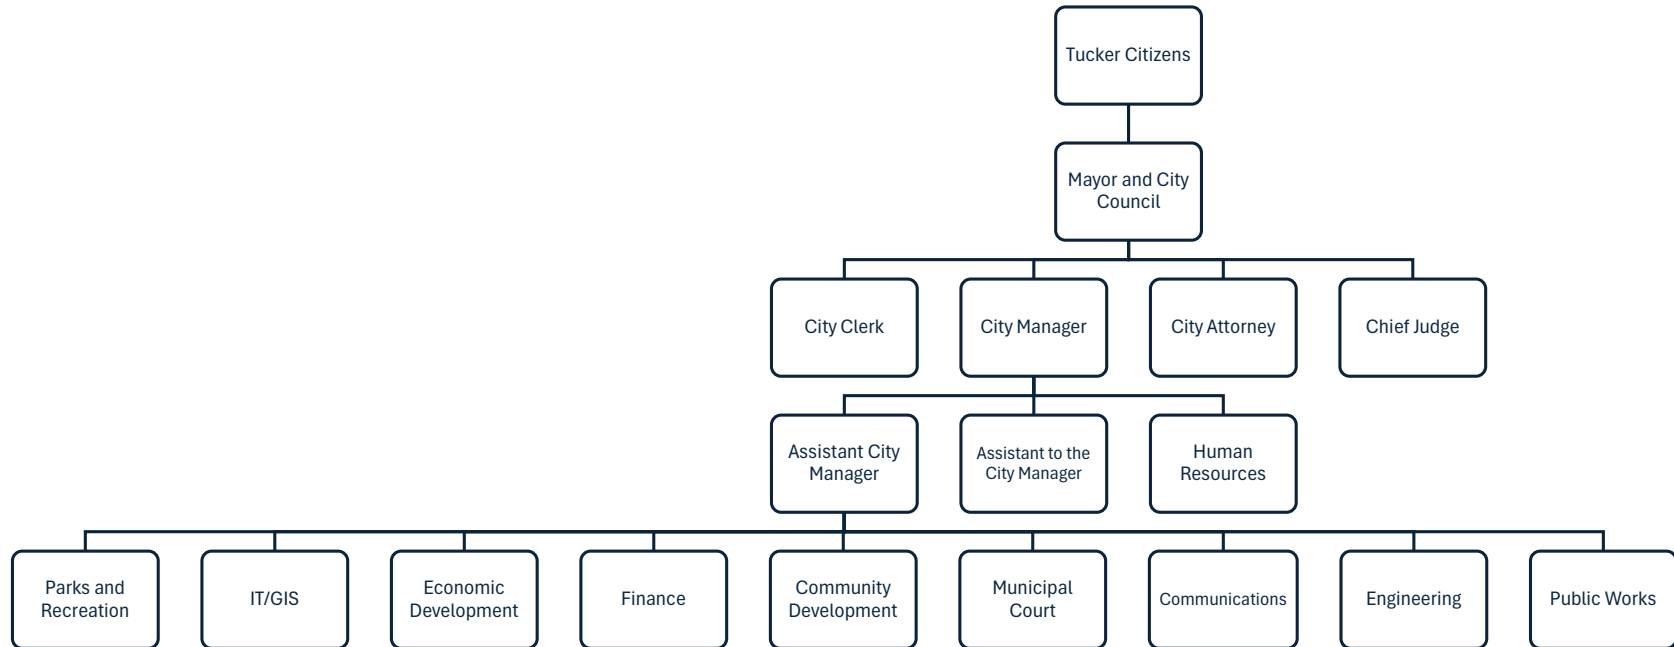 Tucker Citizens
Mayor and City
Council
City Clerk
City Manager
City Attorney
Chief Judge
Assistant City
Manager
Assistant to the
City Manager
Human
Resources
Parks and
Recreation
IT/GIS
Economic
Development
Finance
Community
Development
Municipal
Court
Communications
Engineering
Public Works